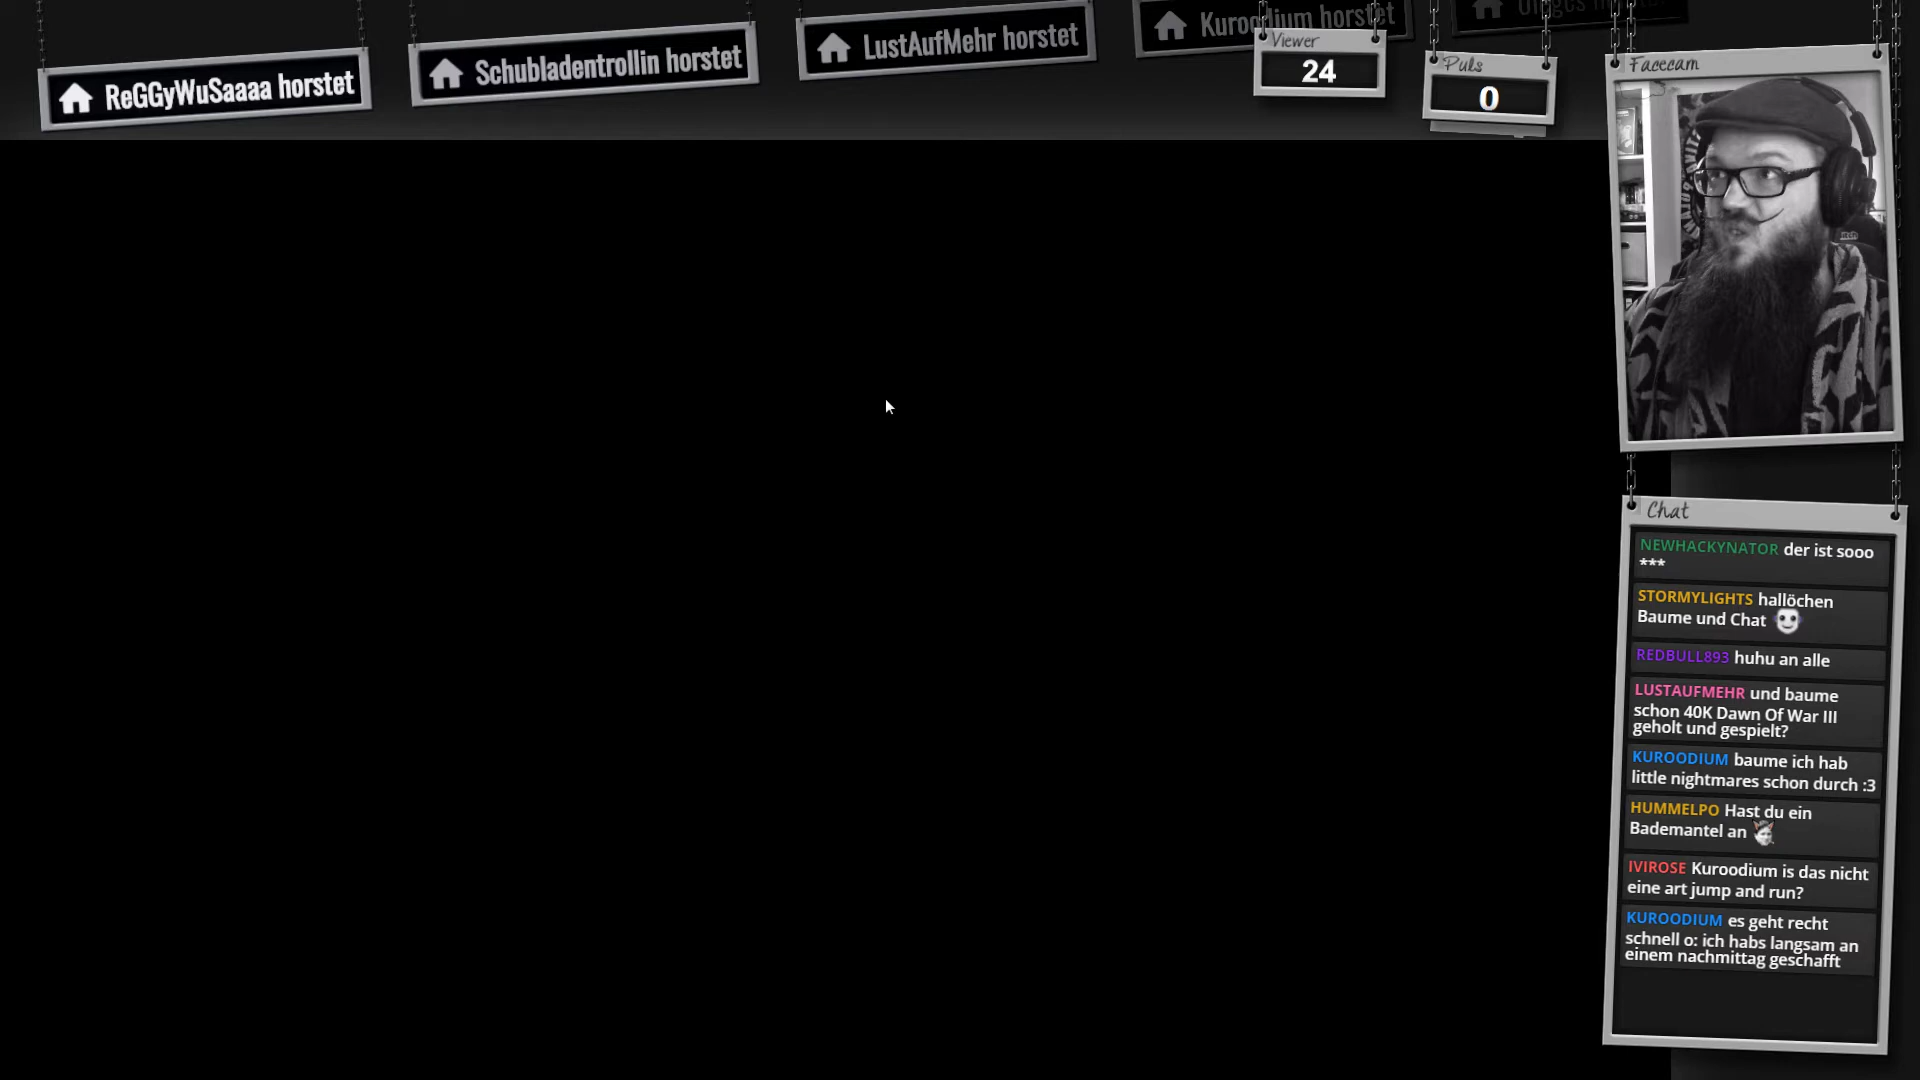 ReGGyWuSaaaa horstet
Schubladentrollin horstet
LustAufMehr horstet
Kuroodium horstet
Viewer
24
Puls
0
Facecam
Chat
NEWHACKYNATOR der ist sooo
***
STORMYLIGHTS hallöchen
Baume und Chat
REDBULL893 huhu an alle
LUSTAUFMEHR und baume
schon 40K Dawn Of War III
geholt und gespielt?
KUROODIUM baume ich hab
little nightmares schon durch :3
HUMMELPO Hast du ein
Bademantel an
IVIROSE Kuroodium is das nicht
eine art jump and run?
KUROODIUM es geht recht
schnell o: ich habs langsam an
einem nachmittag geschafft